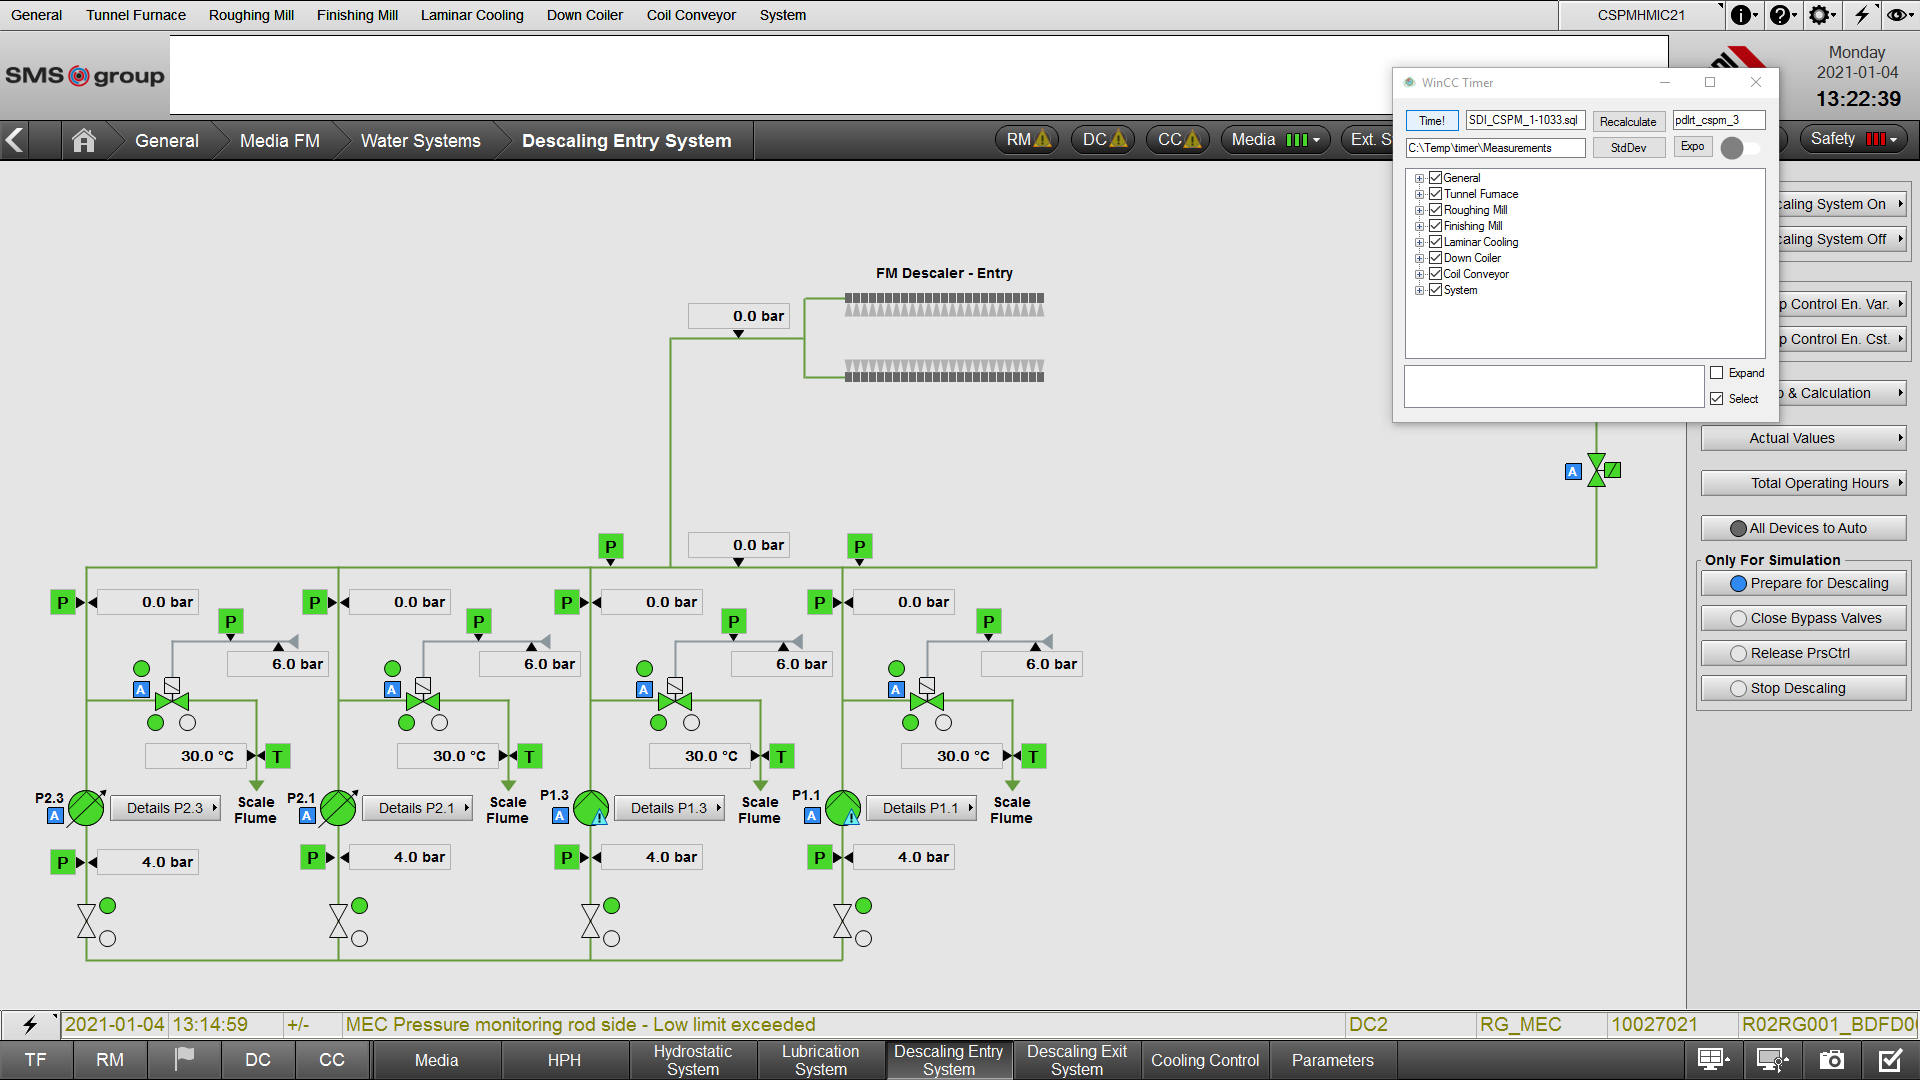 General Tunnel Furnace Roughing Mill Finishing Mill Laminar Cooling Down Coiler Coil Conveyor System CSPMHMIC21
SMS group
Monday
2021-01-04
13:22:39
General Media FM Water Systems Descaling Entry System RM DC CC Media Ext. S Safety
WinCC Timer
Time! SDI_CSPM_1-1033.sql Recalculate pdlrt_cspm_3
C:\Temp\timer\Measurements StdDev Expo
General
Tunnel Furnace
Roughing Mill
Finishing Mill
Laminar Cooling
Down Coiler
Coil Conveyor
System
Expand
Select
caling System On
caling System Off
p Control En. Var.
p Control En. Cst.
& Calculation
Actual Values
Total Operating Hours
All Devices to Auto
Only For Simulation
Prepare for Descaling
Close Bypass Valves
Release PrsCtrl
Stop Descaling
FM Descaler - Entry
0.0 bar
A
P 0.0 bar P
P 0.0 bar P 0.0 bar P 0.0 bar P 0.0 bar
P P P P
6.0 bar 6.0 bar 6.0 bar 6.0 bar
A A A A
30.0 °C T 30.0 °C T 30.0 °C T 30.0 °C T
P2.3 A Details P2.3 Scale Flume P2.1 A Details P2.1 Scale Flume P1.3 A Details P1.3 Scale Flume P1.1 A Details P1.1 Scale Flume
P 4.0 bar P 4.0 bar P 4.0 bar P 4.0 bar
2021-01-04 13:14:59 +/- MEC Pressure monitoring rod side - Low limit exceeded DC2 RG_MEC 10027021
TF RM DC CC Media HPH Hydrostatic System Lubrication System Descaling Entry System Descaling Exit System Cooling Control Parameters